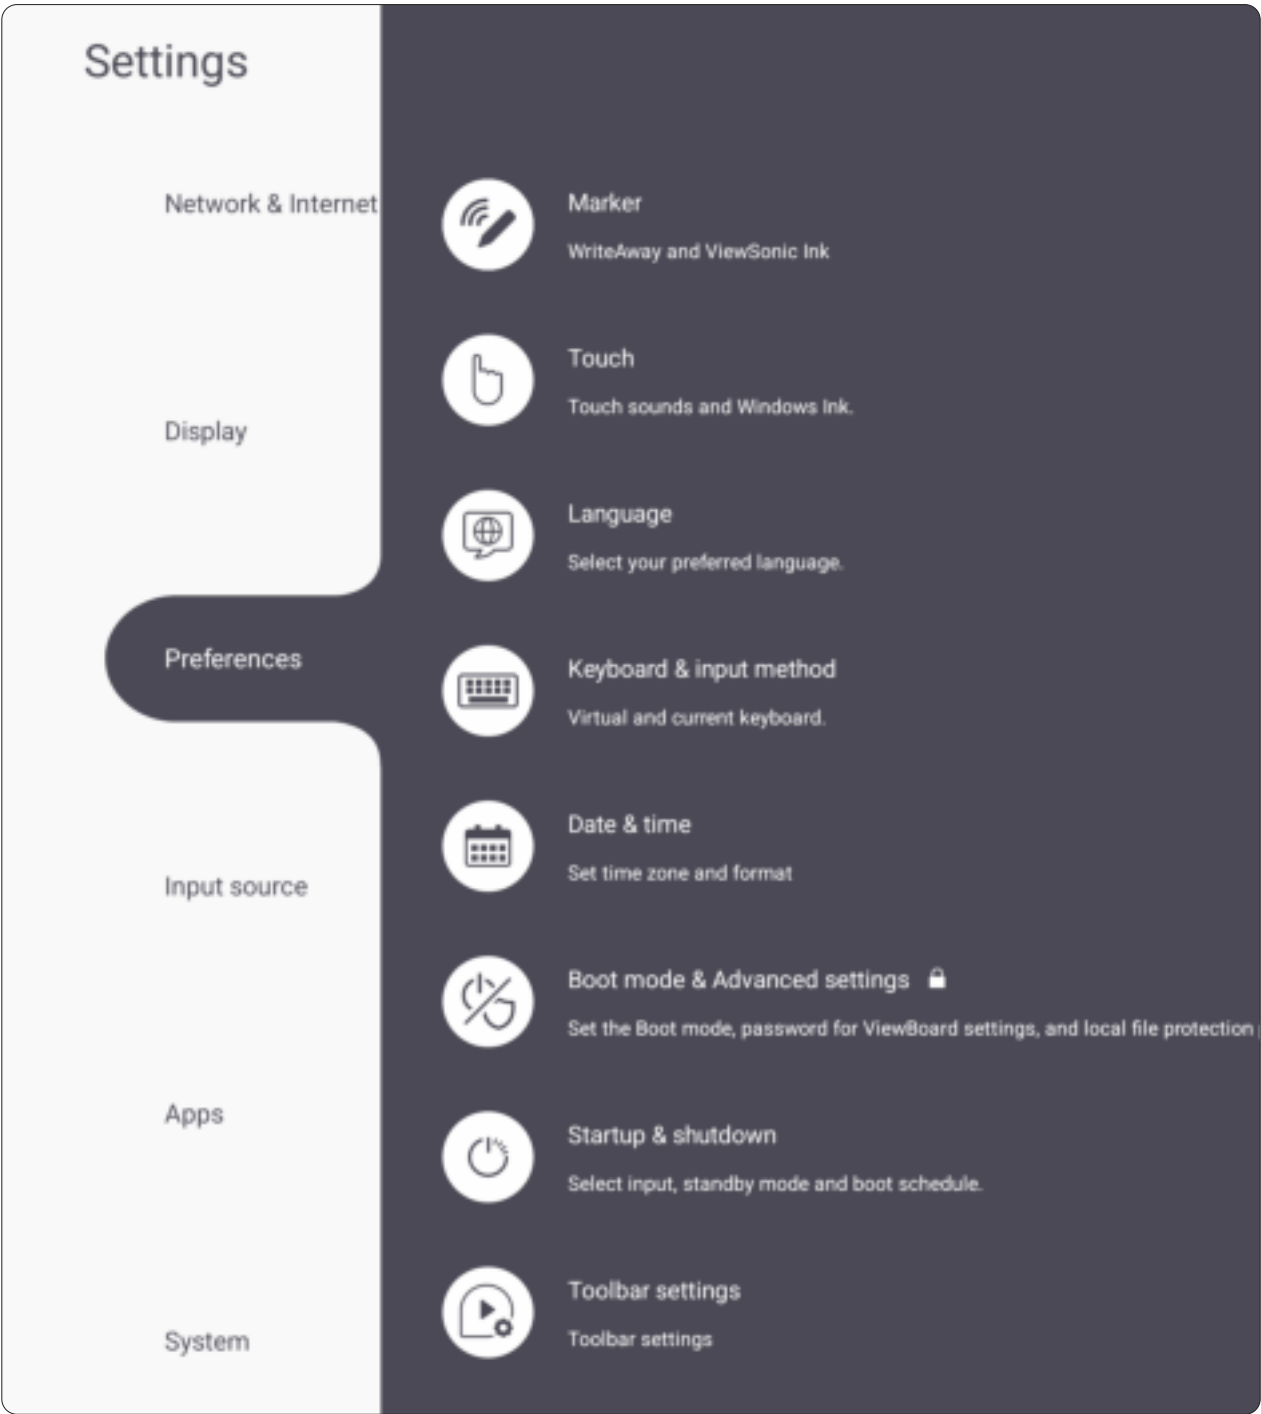 Settings
Network & Internet
Display
Preferences
Input source
Apps
System
Marker
WriteAway and ViewSonic Ink
Touch
Touch sounds and Windows Ink.
Language
Select your preferred language.
Keyboard & input method
Virtual and current keyboard.
Date & time
Set time zone and format
Boot mode & Advanced settings
Set the Boot mode, password for ViewBoard settings, and local file protection
Startup & shutdown
Select input, standby mode and boot schedule.
Toolbar settings
Toolbar settings